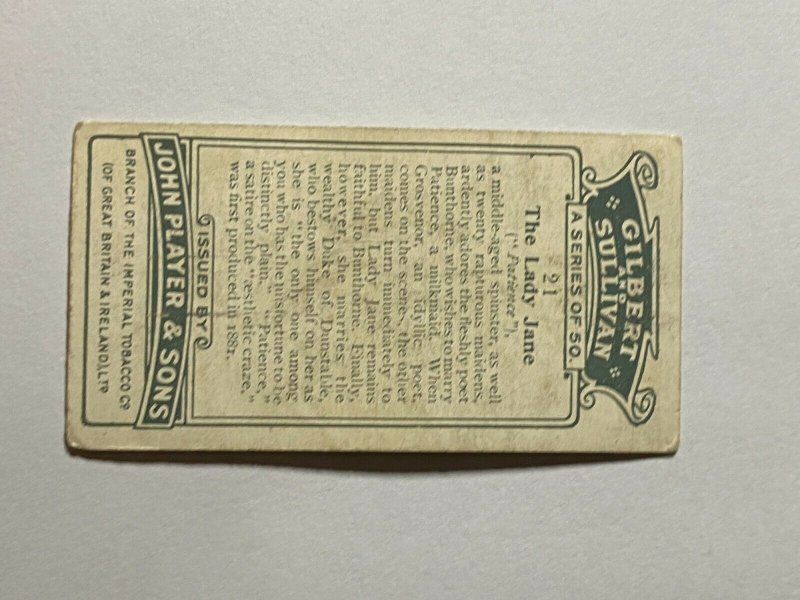 GILBERT
AND
SULLIVAN
A SERIES OF 50.
21
The Lady Jane
("Patience"),
a middle-aged spinster, as well
as twenty rapturous maidens,
ardently adores the fleshly poet
Bunthorne, who wishes to marry
Patience, a milkmaid. When
Grosvenor, an idyllic poet,
comes on the scene, the other
maidens turn immediately to
him, but Lady Jane remains
faithful to Bunthorne. Finally,
however, she marries the
wealthy Duke of Dunstable,
who bestows himself on her as
she is "the only one among
you who has the misfortune to be
distinctly plain." "Patience,"
a satire on the "æsthetic craze,"
was first produced in 1881.
ISSUED BY
JOHN PLAYER & SONS
BRANCH OF THE IMPERIAL TOBACCO Cº
(OF GREAT BRITAIN & IRELAND), Lᵀᴰ